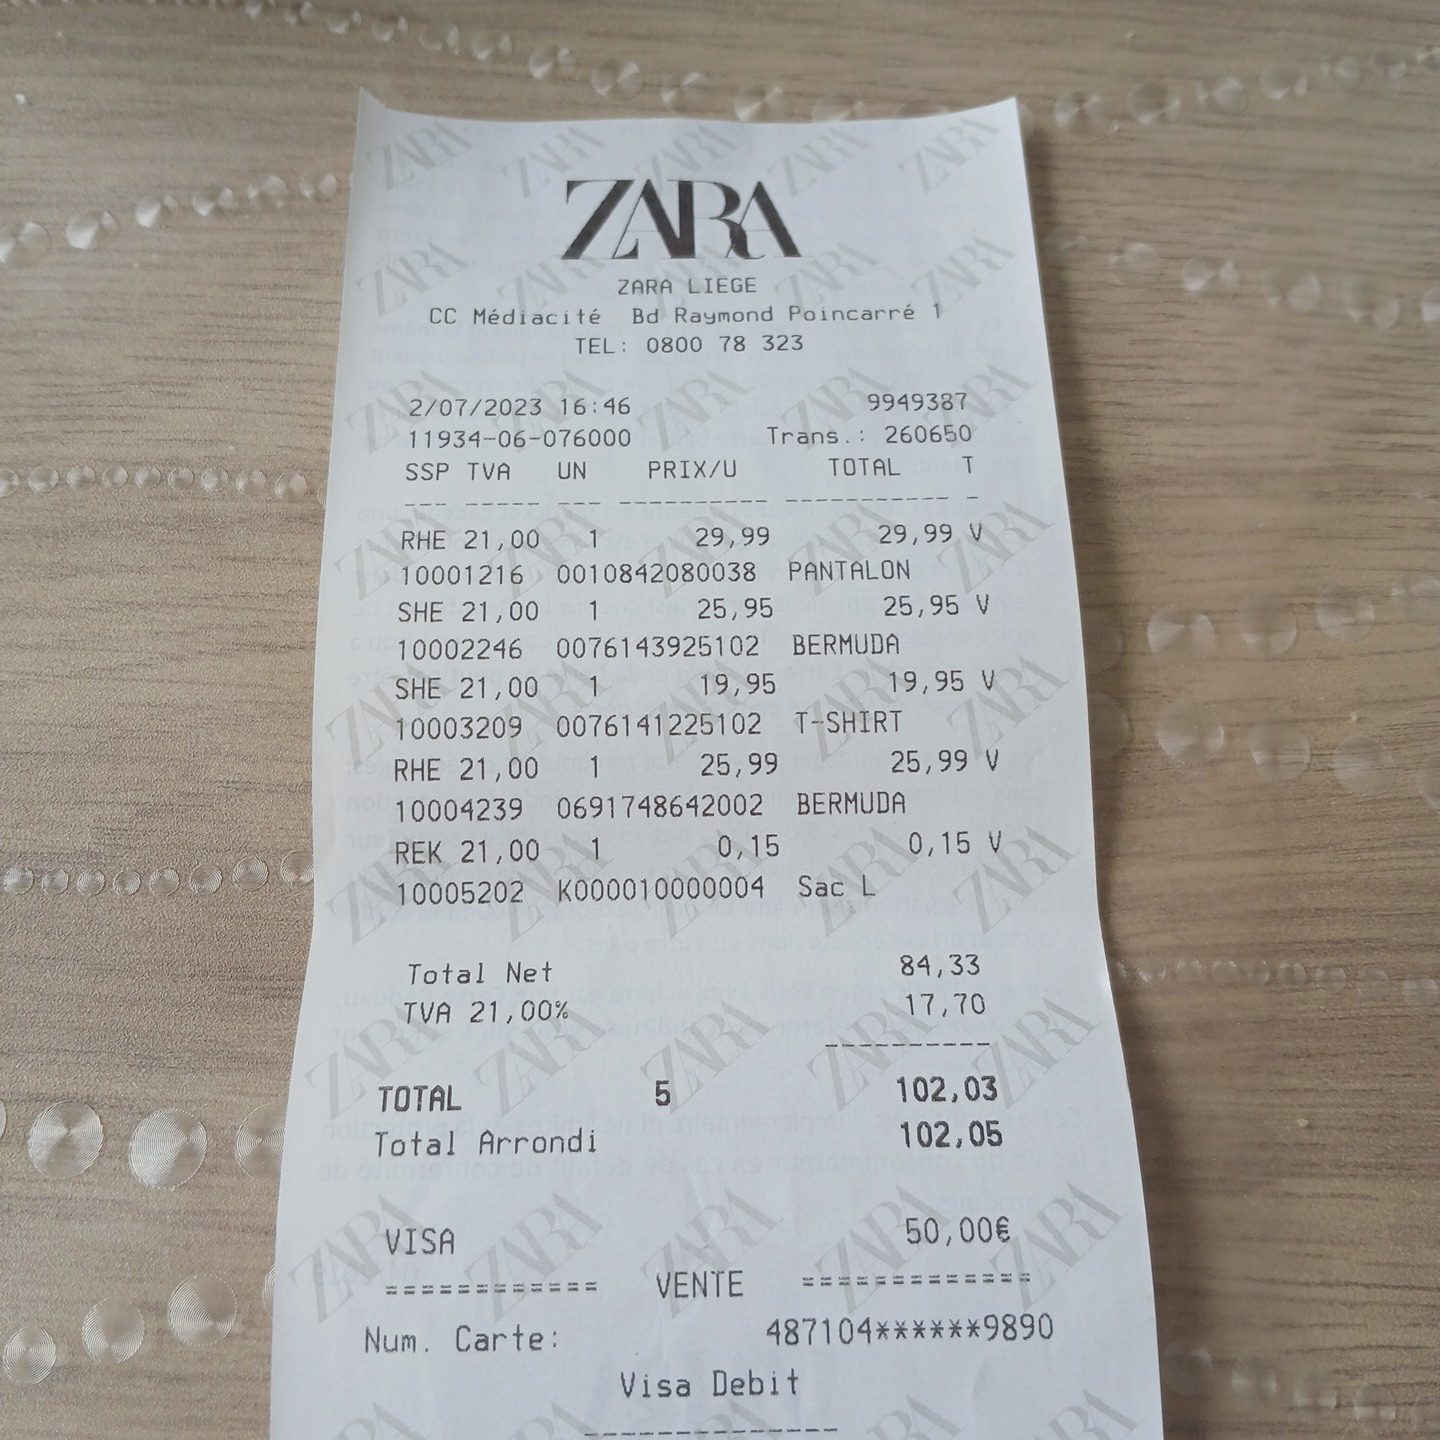 ZARA
ZARA LIEGE
CC Médiacité Bd Raymond Poincarré 1
TEL: 0800 78 323
2/07/2023 16:46 9949387
11934-06-076000 Trans.: 260650
SSP TVA UN PRIX/U TOTAL T
--- ------ --- ---------- ----------- -
RHE 21,00 1 29,99 29,99 V
10001216 0010842080038 PANTALON
SHE 21,00 1 25,95 25,95 V
10002246 0076143925102 BERMUDA
SHE 21,00 1 19,95 19,95 V
10003209 0076141225102 T-SHIRT
RHE 21,00 1 25,99 25,99 V
10004239 0691748642002 BERMUDA
REK 21,00 1 0,15 0,15 V
10005202 K000010000004 Sac L
Total Net 84,33
TVA 21,00% 17,70
----------
TOTAL 5 102,03
Total Arrondi 102,05
VISA 50,00€
============ VENTE =============
Num. Carte: 487104******9890
Visa Debit
--------------